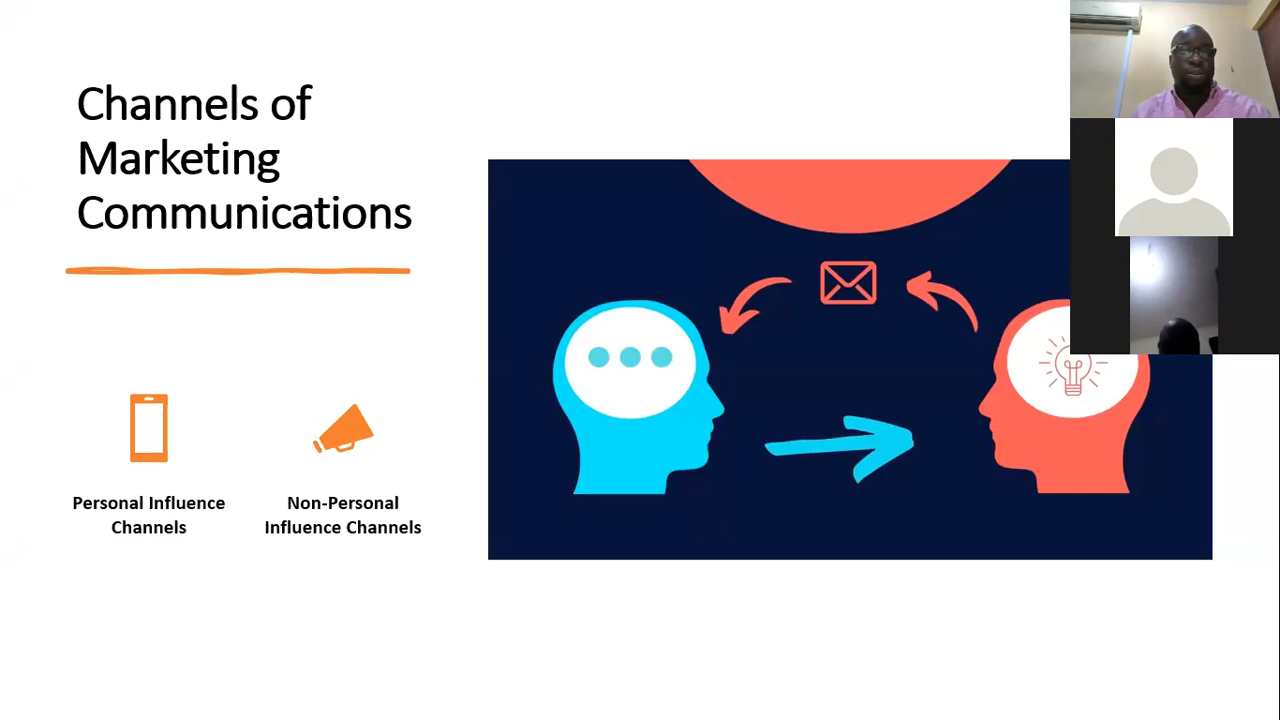 Channels of
Marketing
Communications
Personal Influence
Channels
Non-Personal
Influence Channels